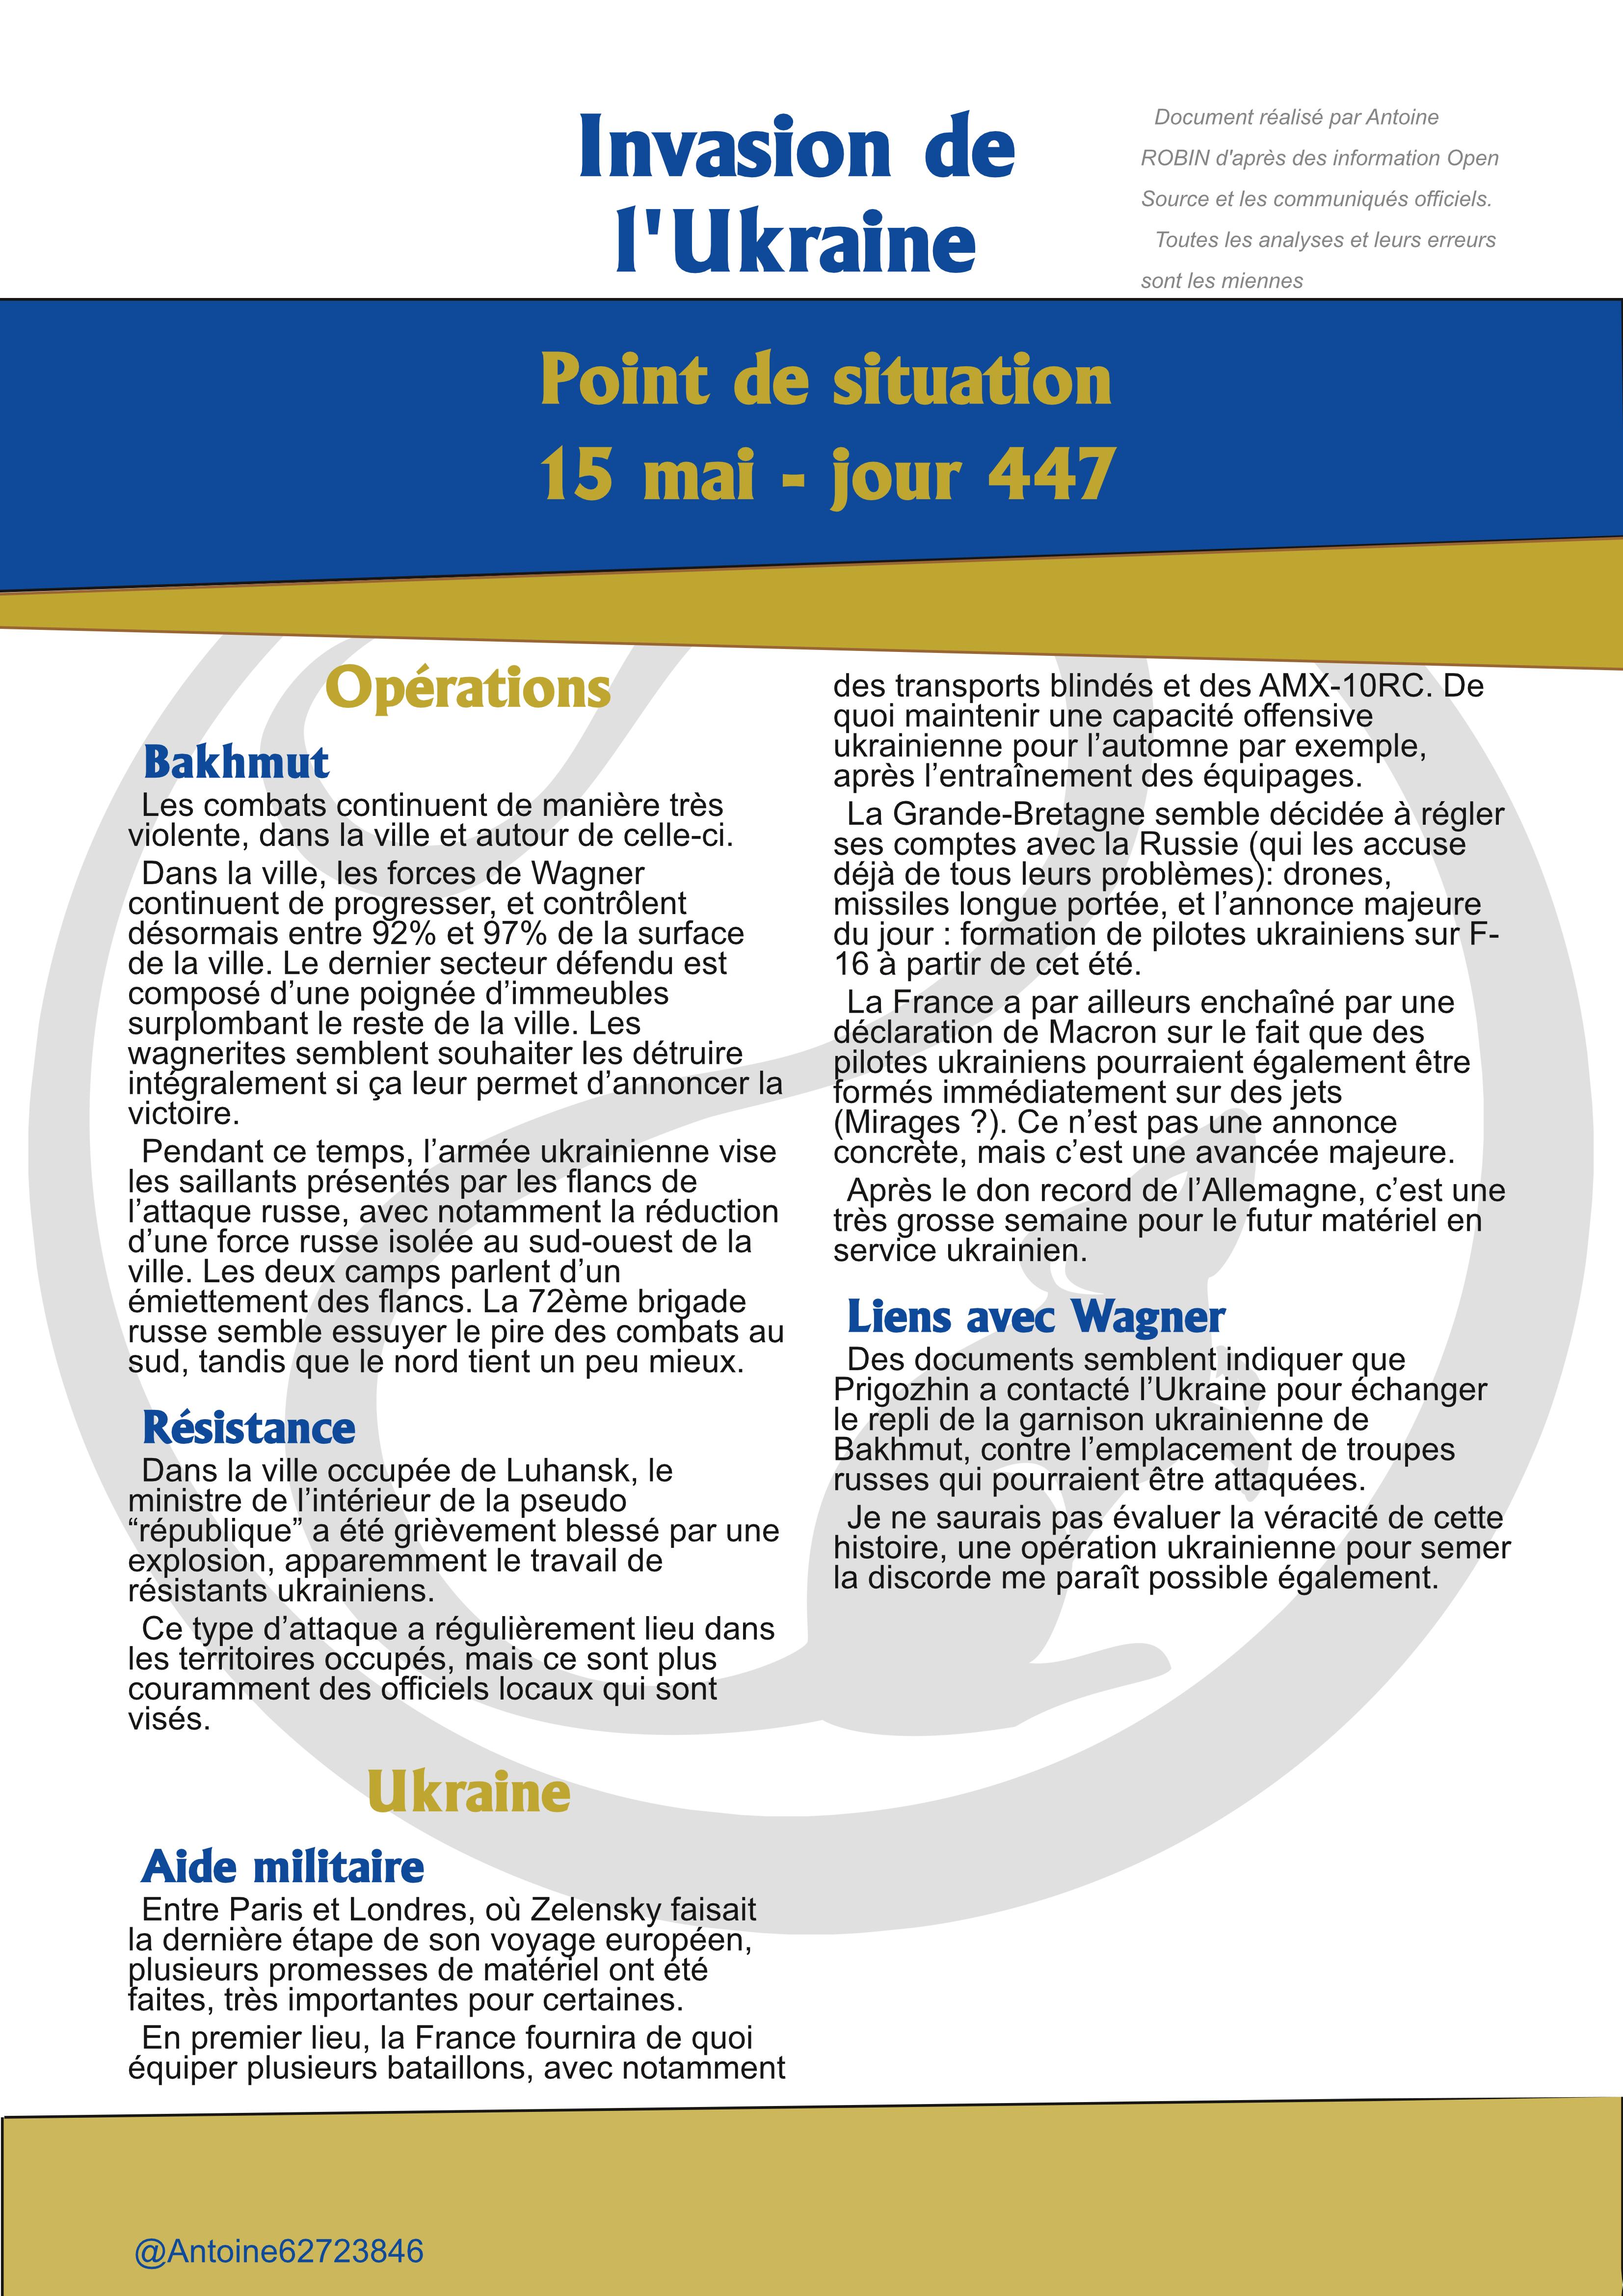 Invasion de
l'Ukraine
Document réalisé par Antoine
ROBIN d'après des information Open
Source et les communiqués officiels.
Toutes les analyses et leurs erreurs
sont les miennes
Point de situation
15 mai - jour 447
Opérations
Bakhmut
Les combats continuent de manière très
violente, dans la ville et autour de celle-ci.
Dans la ville, les forces de Wagner
continuent de progresser, et contrôlent
désormais entre 92% et 97% de la surface
de la ville. Le dernier secteur défendu est
composé d’une poignée d’immeubles
surplombant le reste de la ville. Les
wagnerites semblent souhaiter les détruire
intégralement si ça leur permet d’annoncer la
victoire.
Pendant ce temps, l’armée ukrainienne vise
les saillants présentés par les flancs de
l’attaque russe, avec notamment la réduction
d’une force russe isolée au sud-ouest de la
ville. Les deux camps parlent d’un
émiettement des flancs. La 72ème brigade
russe semble essuyer le pire des combats au
sud, tandis que le nord tient un peu mieux.
Résistance
Dans la ville occupée de Luhansk, le
ministre de l’intérieur de la pseudo
“république” a été grièvement blessé par une
explosion, apparemment le travail de
résistants ukrainiens.
Ce type d’attaque a régulièrement lieu dans
les territoires occupés, mais ce sont plus
couramment des officiels locaux qui sont
visés.
Ukraine
Aide militaire
Entre Paris et Londres, où Zelensky faisait
la dernière étape de son voyage européen,
plusieurs promesses de matériel ont été
faites, très importantes pour certaines.
En premier lieu, la France fournira de quoi
équiper plusieurs bataillons, avec notamment
des transports blindés et des AMX-10RC. De
quoi maintenir une capacité offensive
ukrainienne pour l’automne par exemple,
après l’entraînement des équipages.
La Grande-Bretagne semble décidée à régler
ses comptes avec la Russie (qui les accuse
déjà de tous leurs problèmes): drones,
missiles longue portée, et l’annonce majeure
du jour : formation de pilotes ukrainiens sur F-
16 à partir de cet été.
La France a par ailleurs enchaîné par une
déclaration de Macron sur le fait que des
pilotes ukrainiens pourraient également être
formés immédiatement sur des jets
(Mirages ?). Ce n’est pas une annonce
concrète, mais c’est une avancée majeure.
Après le don record de l’Allemagne, c’est une
très grosse semaine pour le futur matériel en
service ukrainien.
Liens avec Wagner
Des documents semblent indiquer que
Prigozhin a contacté l’Ukraine pour échanger
le repli de la garnison ukrainienne de
Bakhmut, contre l’emplacement de troupes
russes qui pourraient être attaquées.
Je ne saurais pas évaluer la véracité de cette
histoire, une opération ukrainienne pour semer
la discorde me paraît possible également.
@Antoine62723846